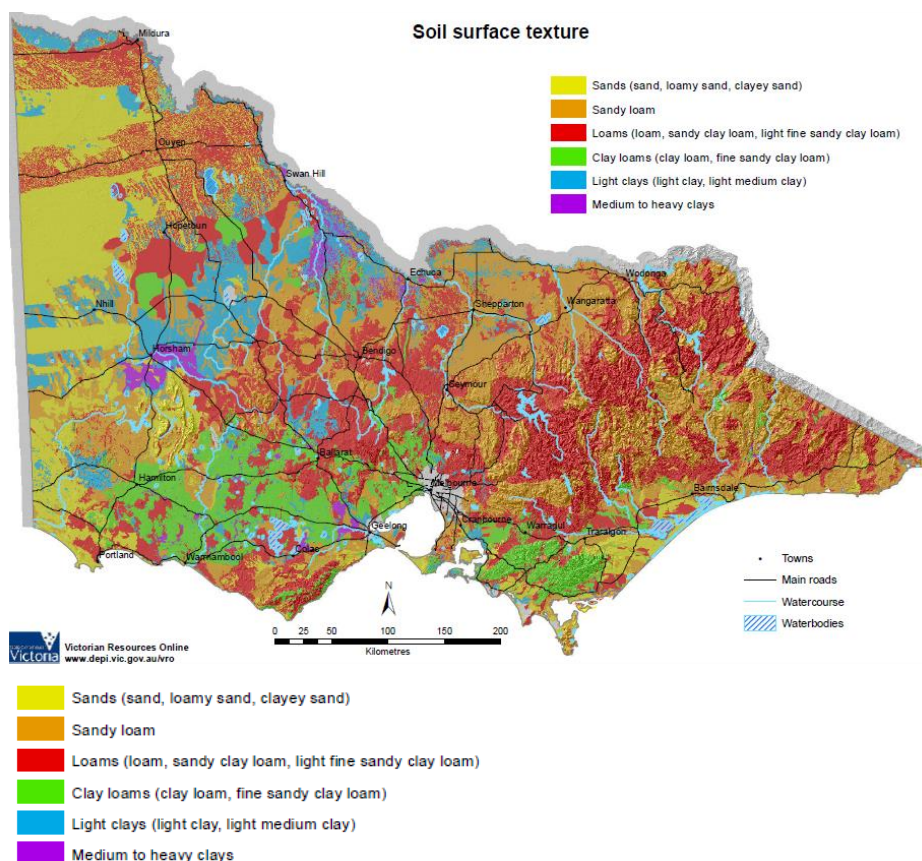 Soil surface texture
Sands (sand, loamy sand, clayey sand)
Sandy loam
Loams (loam, sandy clay loam, light fine sandy clay loam)
Clay loams (clay loam, fine sandy clay loam)
Light clays (light clay, light medium clay)
Medium to heavy clays
Mildura
Ouyen
Swan Hill
Hopetoun
Echuca
Wodonga
Nhill
Shepparton
Wangaratta
Horsham
Bendigo
Seymour
Ballarat
Hamilton
Melbourne
Bairnsdale
Geelong
Cranbourne
Warragul
Traralgon
Portland
Warrnambool
Colac
N
Towns
Main roads
Watercourse
Waterbodies
0 25 50 100 150 200
Kilometres
Victoria
Victorian Resources Online
www.depi.vic.gov.au/vro
Sands (sand, loamy sand, clayey sand)
Sandy loam
Loams (loam, sandy clay loam, light fine sandy clay loam)
Clay loams (clay loam, fine sandy clay loam)
Light clays (light clay, light medium clay)
Medium to heavy clays